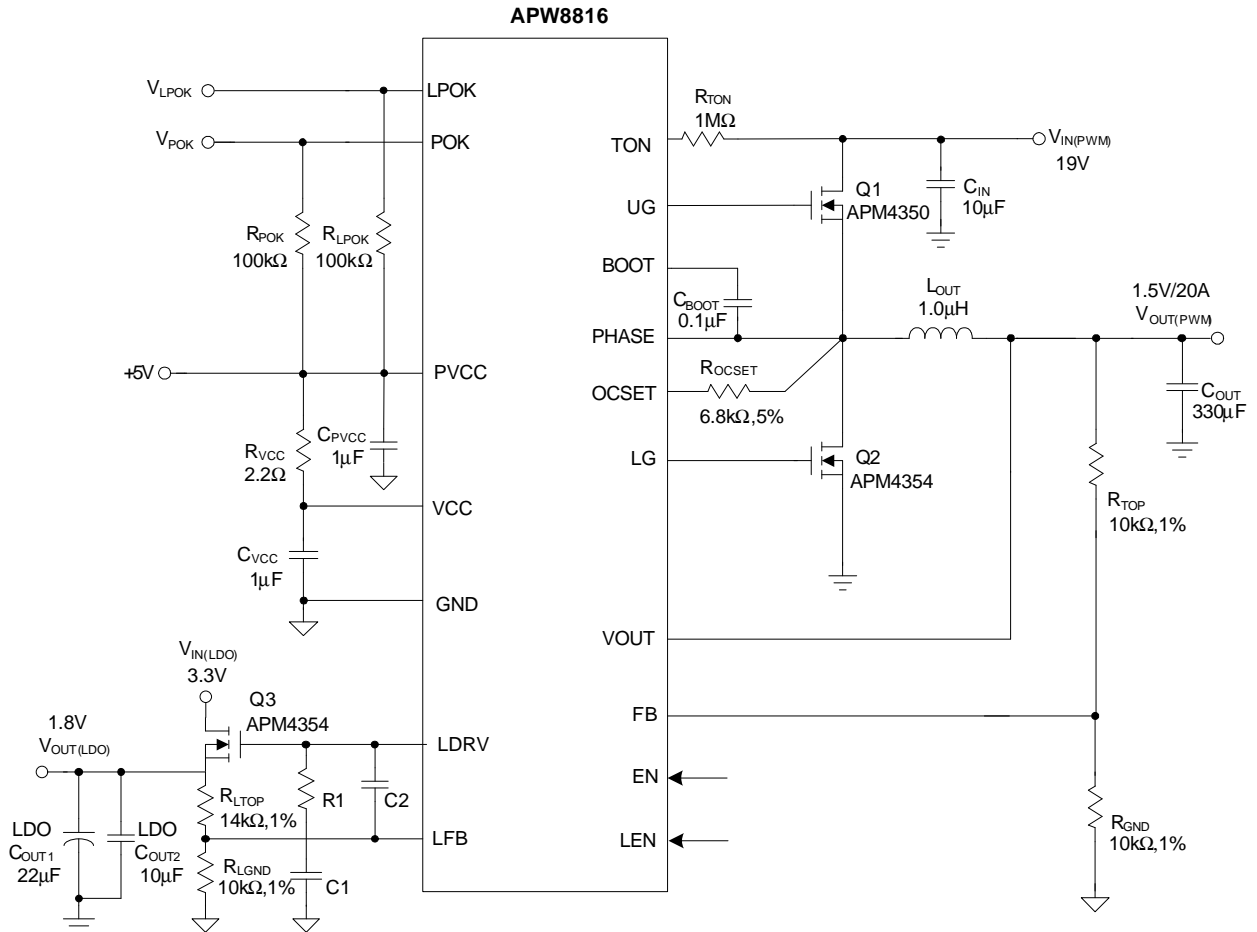 APW8816
VLPOK
LPOK
VPOK
POK
RPOK
100kΩ
RLPOK
100kΩ
+5V
PVCC
RVCC
2.2Ω
CPVCC
1µF
VCC
CVCC
1µF
GND
VIN(LDO)
3.3V
Q3
APM4354
1.8V
VOUT(LDO)
LDRV
RLTOP
14kΩ,1%
R1
C2
LDO
COUT1
22µF
LDO
COUT2
10µF
LFB
RLGND
10kΩ,1%
C1
RTON
1MΩ
TON
VIN(PWM)
19V
Q1
APM4350
CIN
10µF
UG
BOOT
CBOOT
0.1µF
LOUT
1.0µH
1.5V/20A
VOUT(PWM)
PHASE
ROCSET
6.8kΩ,5%
OCSET
COUT
330µF
LG
Q2
APM4354
RTOP
10kΩ,1%
VOUT
FB
EN
LEN
RGND
10kΩ,1%